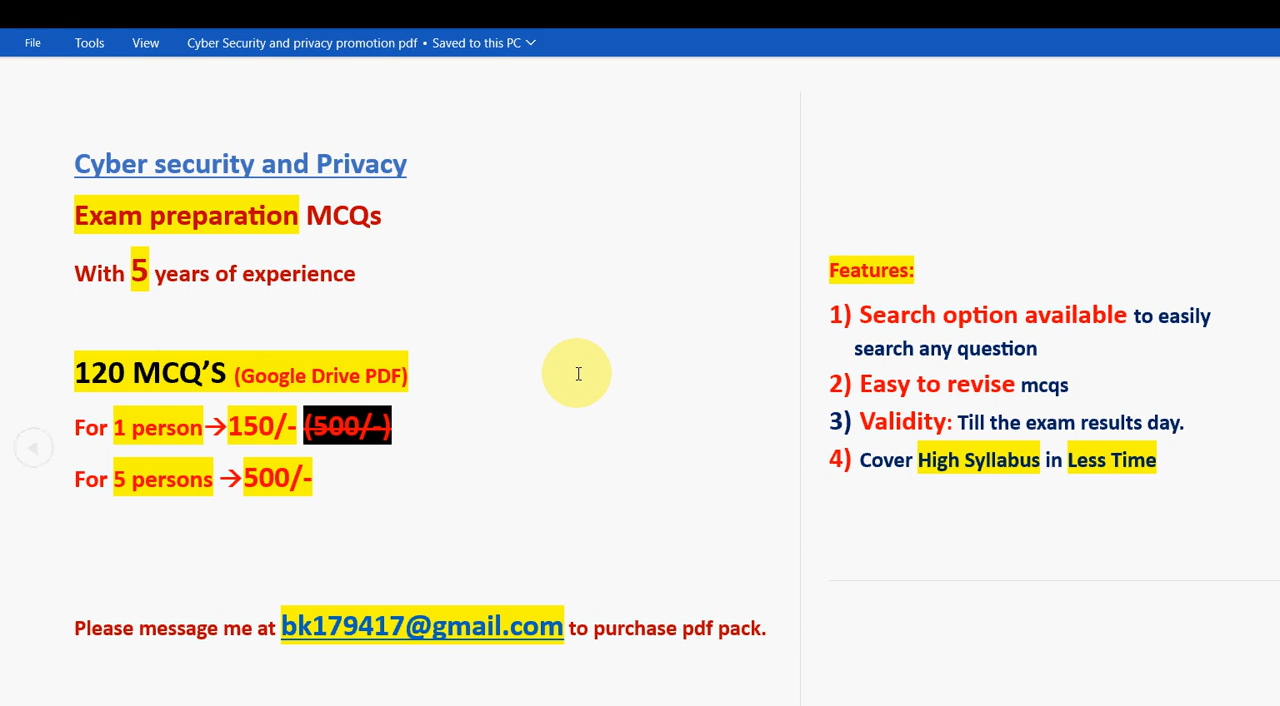 File Tools View Cyber Security and privacy promotion pdf • Saved to this PC
Cyber security and Privacy
Exam preparation MCQs
With 5 years of experience
120 MCQ’S (Google Drive PDF)
For 1 person→150/- (500/-)
For 5 persons →500/-
Please message me at bk179417@gmail.com to purchase pdf pack.
Features:
1) Search option available to easily
search any question
2) Easy to revise mcqs
3) Validity: Till the exam results day.
4) Cover High Syllabus in Less Time